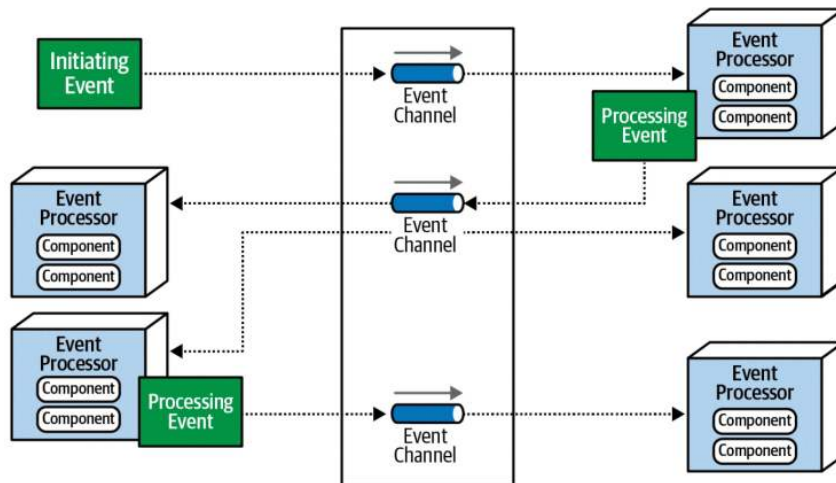 Initiating
Event
Event
Channel
Event
Processor
Component
Component
Processing
Event
Event
Processor
Component
Component
Event
Channel
Event
Processor
Component
Component
Event
Processor
Component
Component
Processing
Event
Event
Channel
Event
Processor
Component
Component